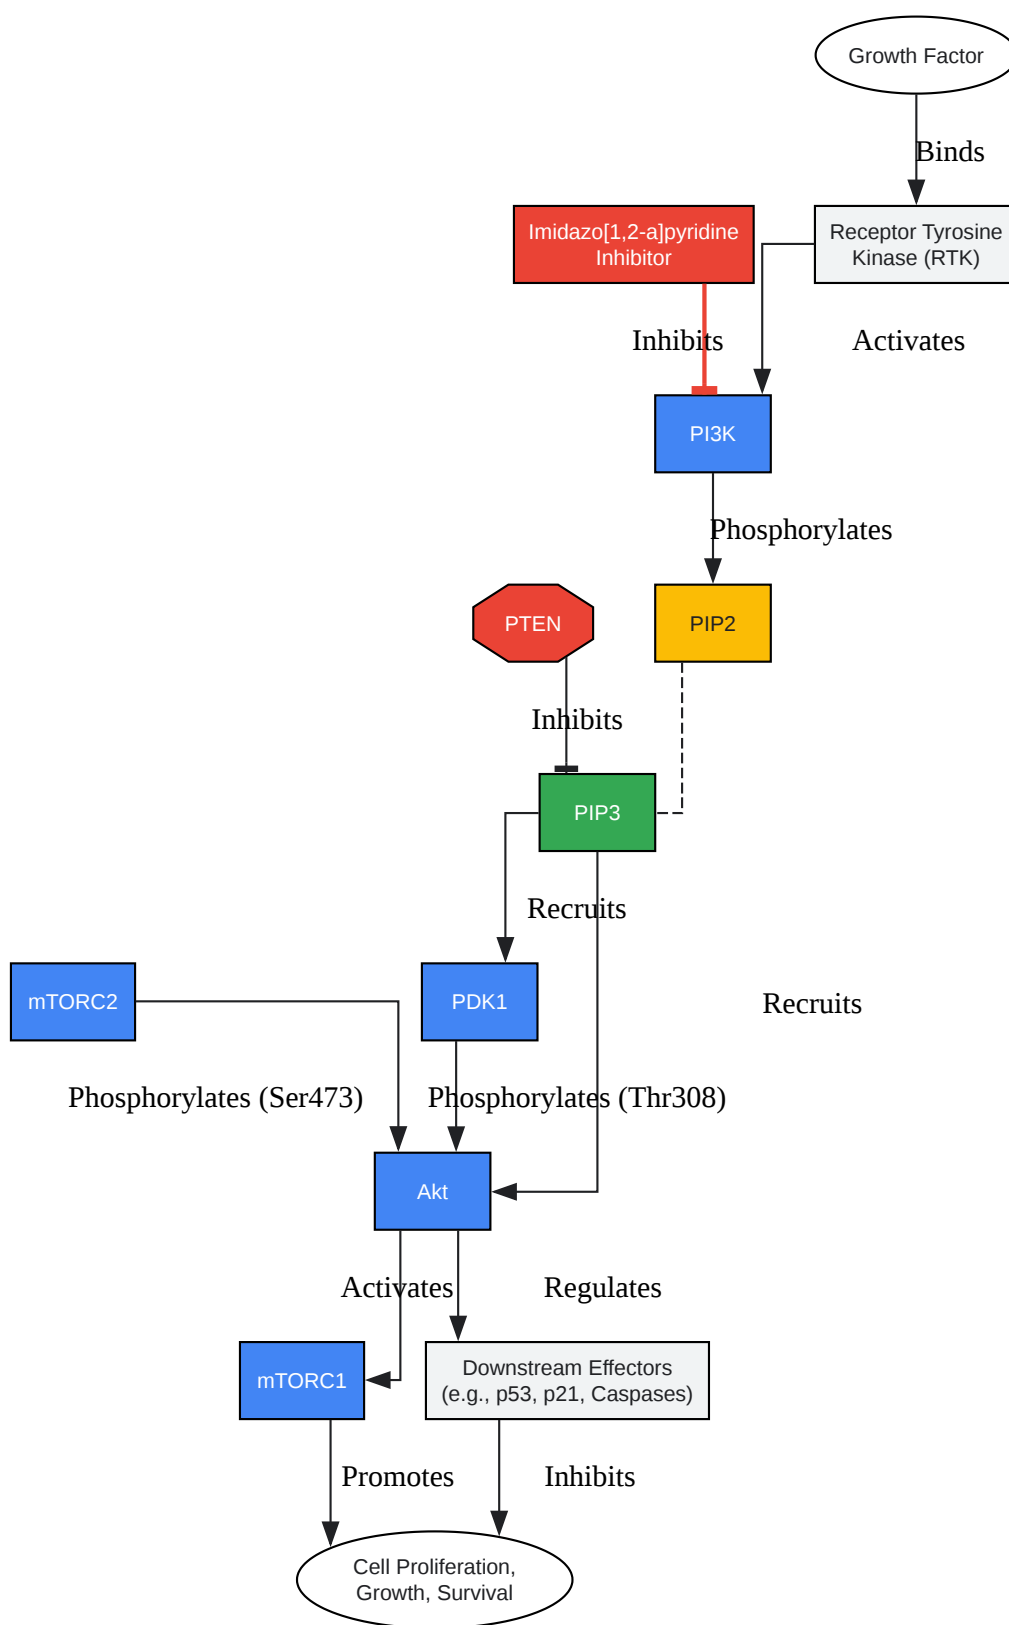 Growth Factor
Binds
Imidazo[1,2-a]pyridine
Inhibitor
Receptor Tyrosine
Kinase (RTK)
Inhibits
Activates
PI3K
Phosphorylates
PTEN
PIP2
Inhibits
PIP3
Recruits
mTORC2
PDK1
Recruits
Phosphorylates (Ser473)
Phosphorylates (Thr308)
Akt
Activates
Regulates
mTORC1
Downstream Effectors
(e.g., p53, p21, Caspases)
Promotes
Inhibits
Cell Proliferation,
Growth, Survival